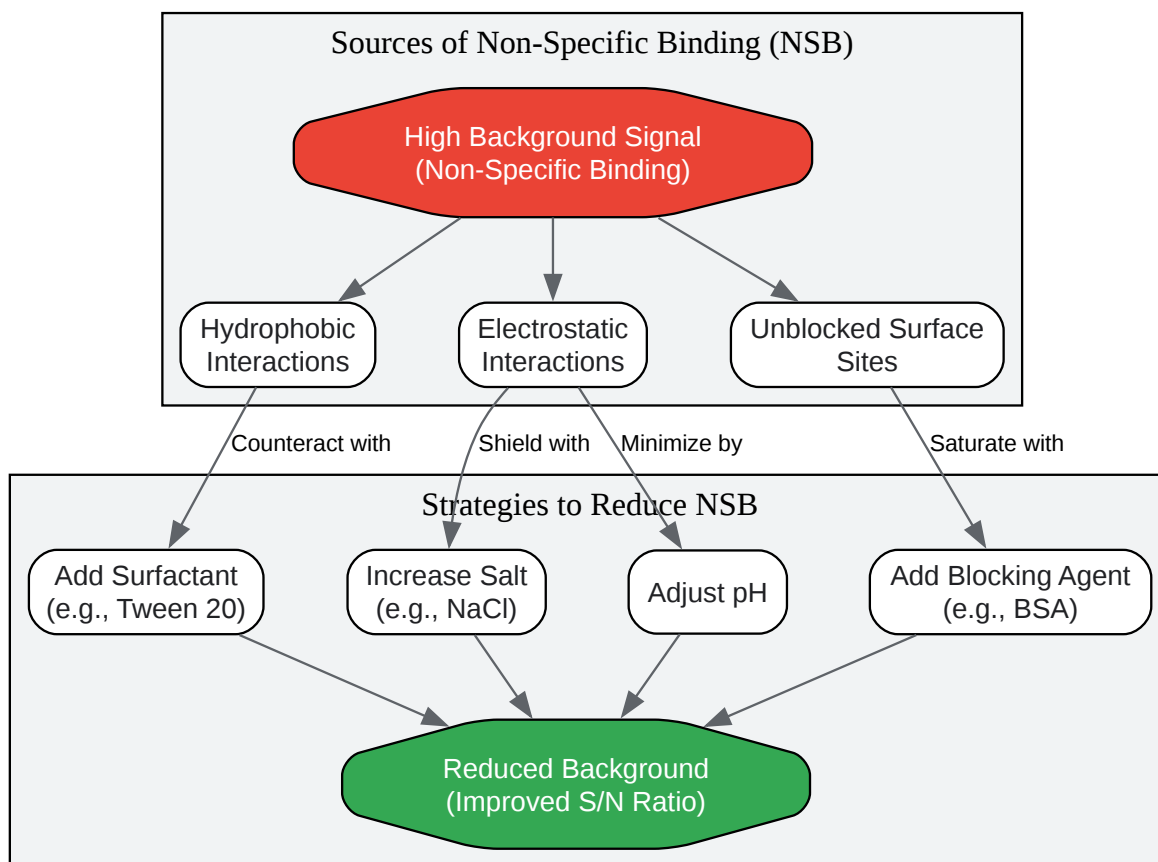 Sources of Non-Specific Binding (NSB)
High Background Signal
(Non-Specific Binding)
Hydrophobic
Interactions
Electrostatic
Interactions
Unblocked Surface
Sites
Counteract with
Shield with
Minimize by
Saturate with
Strategies to Reduce NSB
Add Surfactant
(e.g., Tween 20)
Increase Salt
(e.g., NaCl)
Adjust pH
Add Blocking Agent
(e.g., BSA)
Reduced Background
(Improved S/N Ratio)